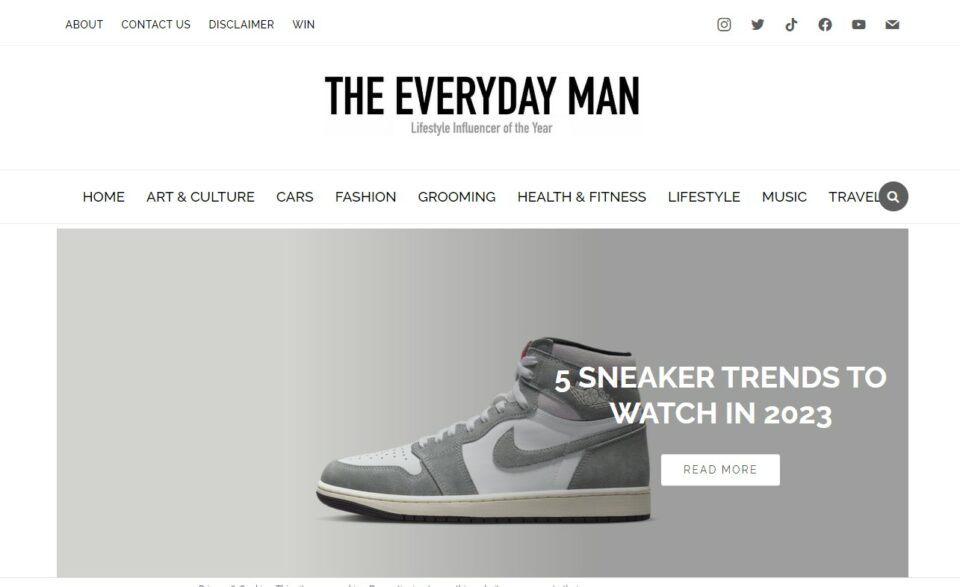 ABOUT CONTACT US DISCLAIMER WIN
THE EVERYDAY MAN
Lifestyle Influencer of the Year
HOME ART & CULTURE CARS FASHION GROOMING HEALTH & FITNESS LIFESTYLE MUSIC TRAVEL
5 SNEAKER TRENDS TO
WATCH IN 2023
READ MORE